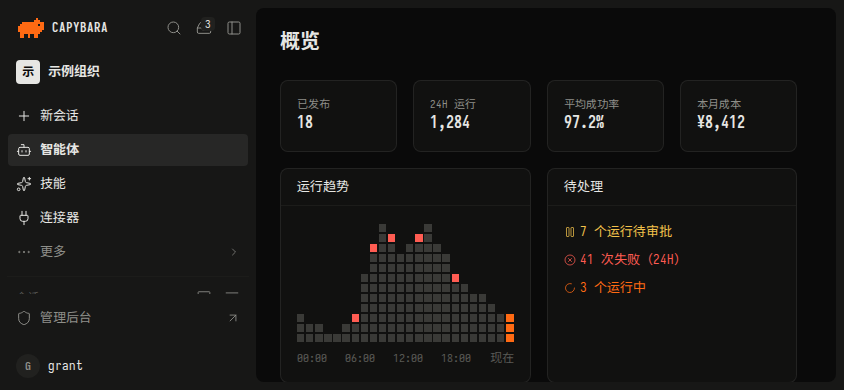 CAPYBARA
3
示 示例组织
新会话
智能体
技能
连接器
更多
管理后台
G grant
概览
已发布
18
24H 运行
1,284
平均成功率
97.2%
本月成本
¥8,412
运行趋势
00:00 06:00 12:00 18:00 现在
待处理
7 个运行待审批
41 次失败 (24H)
3 个运行中